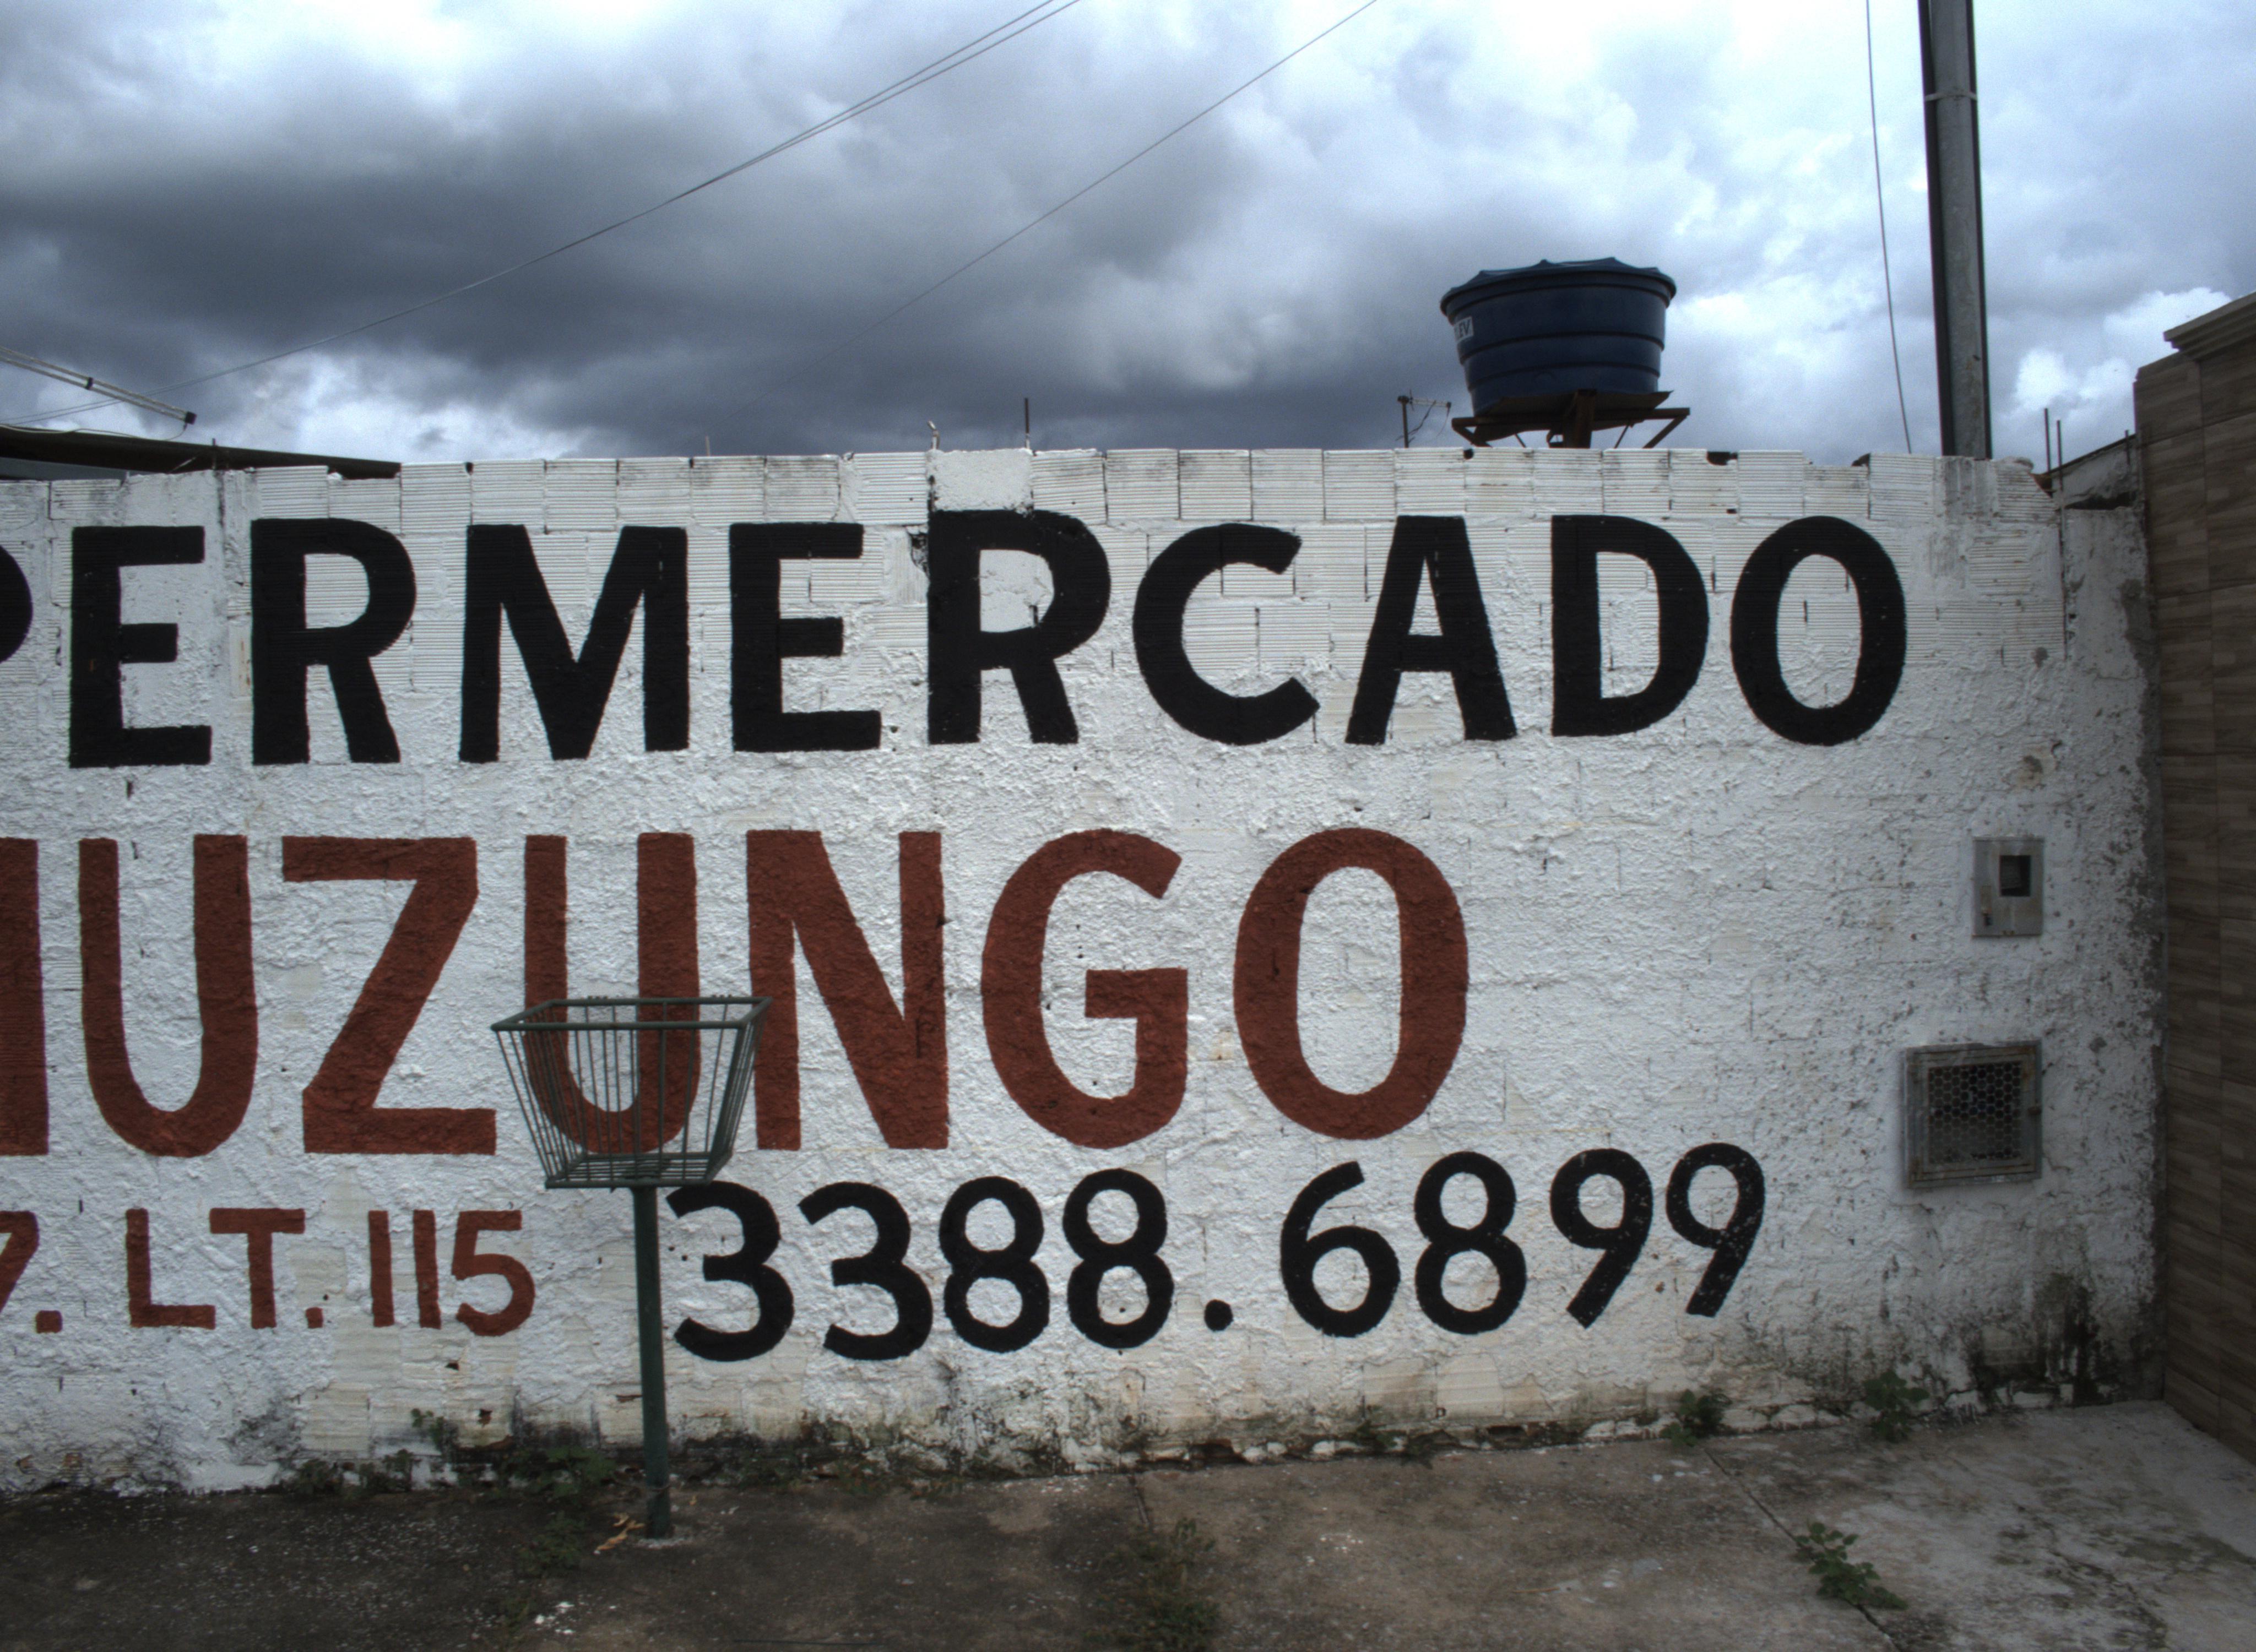 PERMERCADO
MUZUNGO
7. LT. 115 3388.6899